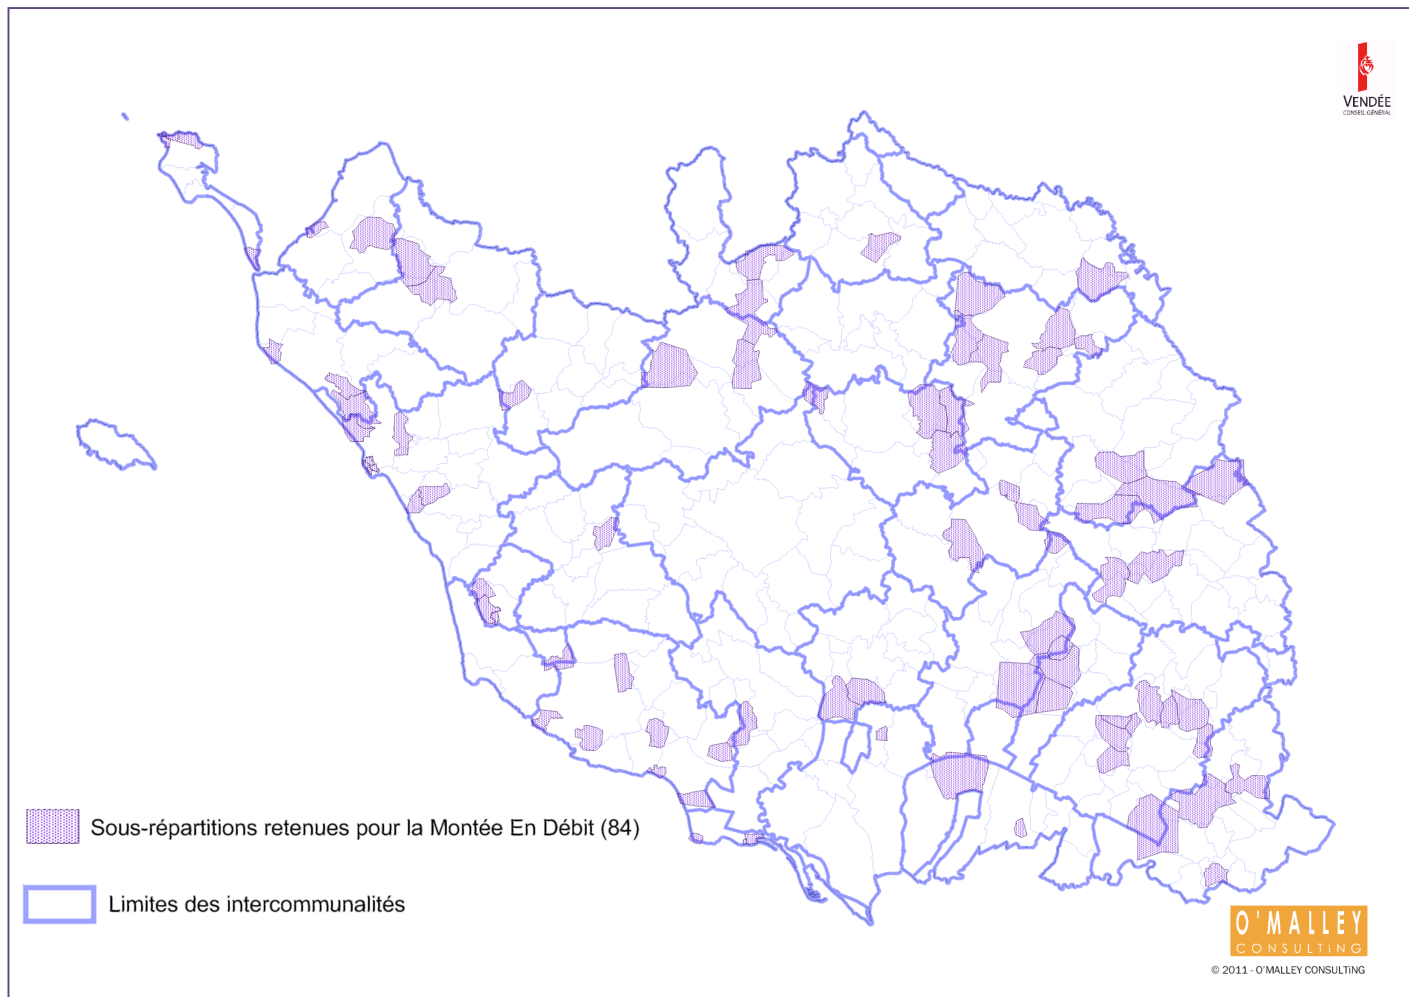 VENDÉE
CONSEIL GÉNÉRAL
Sous-répartitions retenues pour la Montée En Débit (84)
Limites des intercommunalités
O'MALLEY
CONSULTiNG
© 2011 - O'MALLEY CONSULTiNG